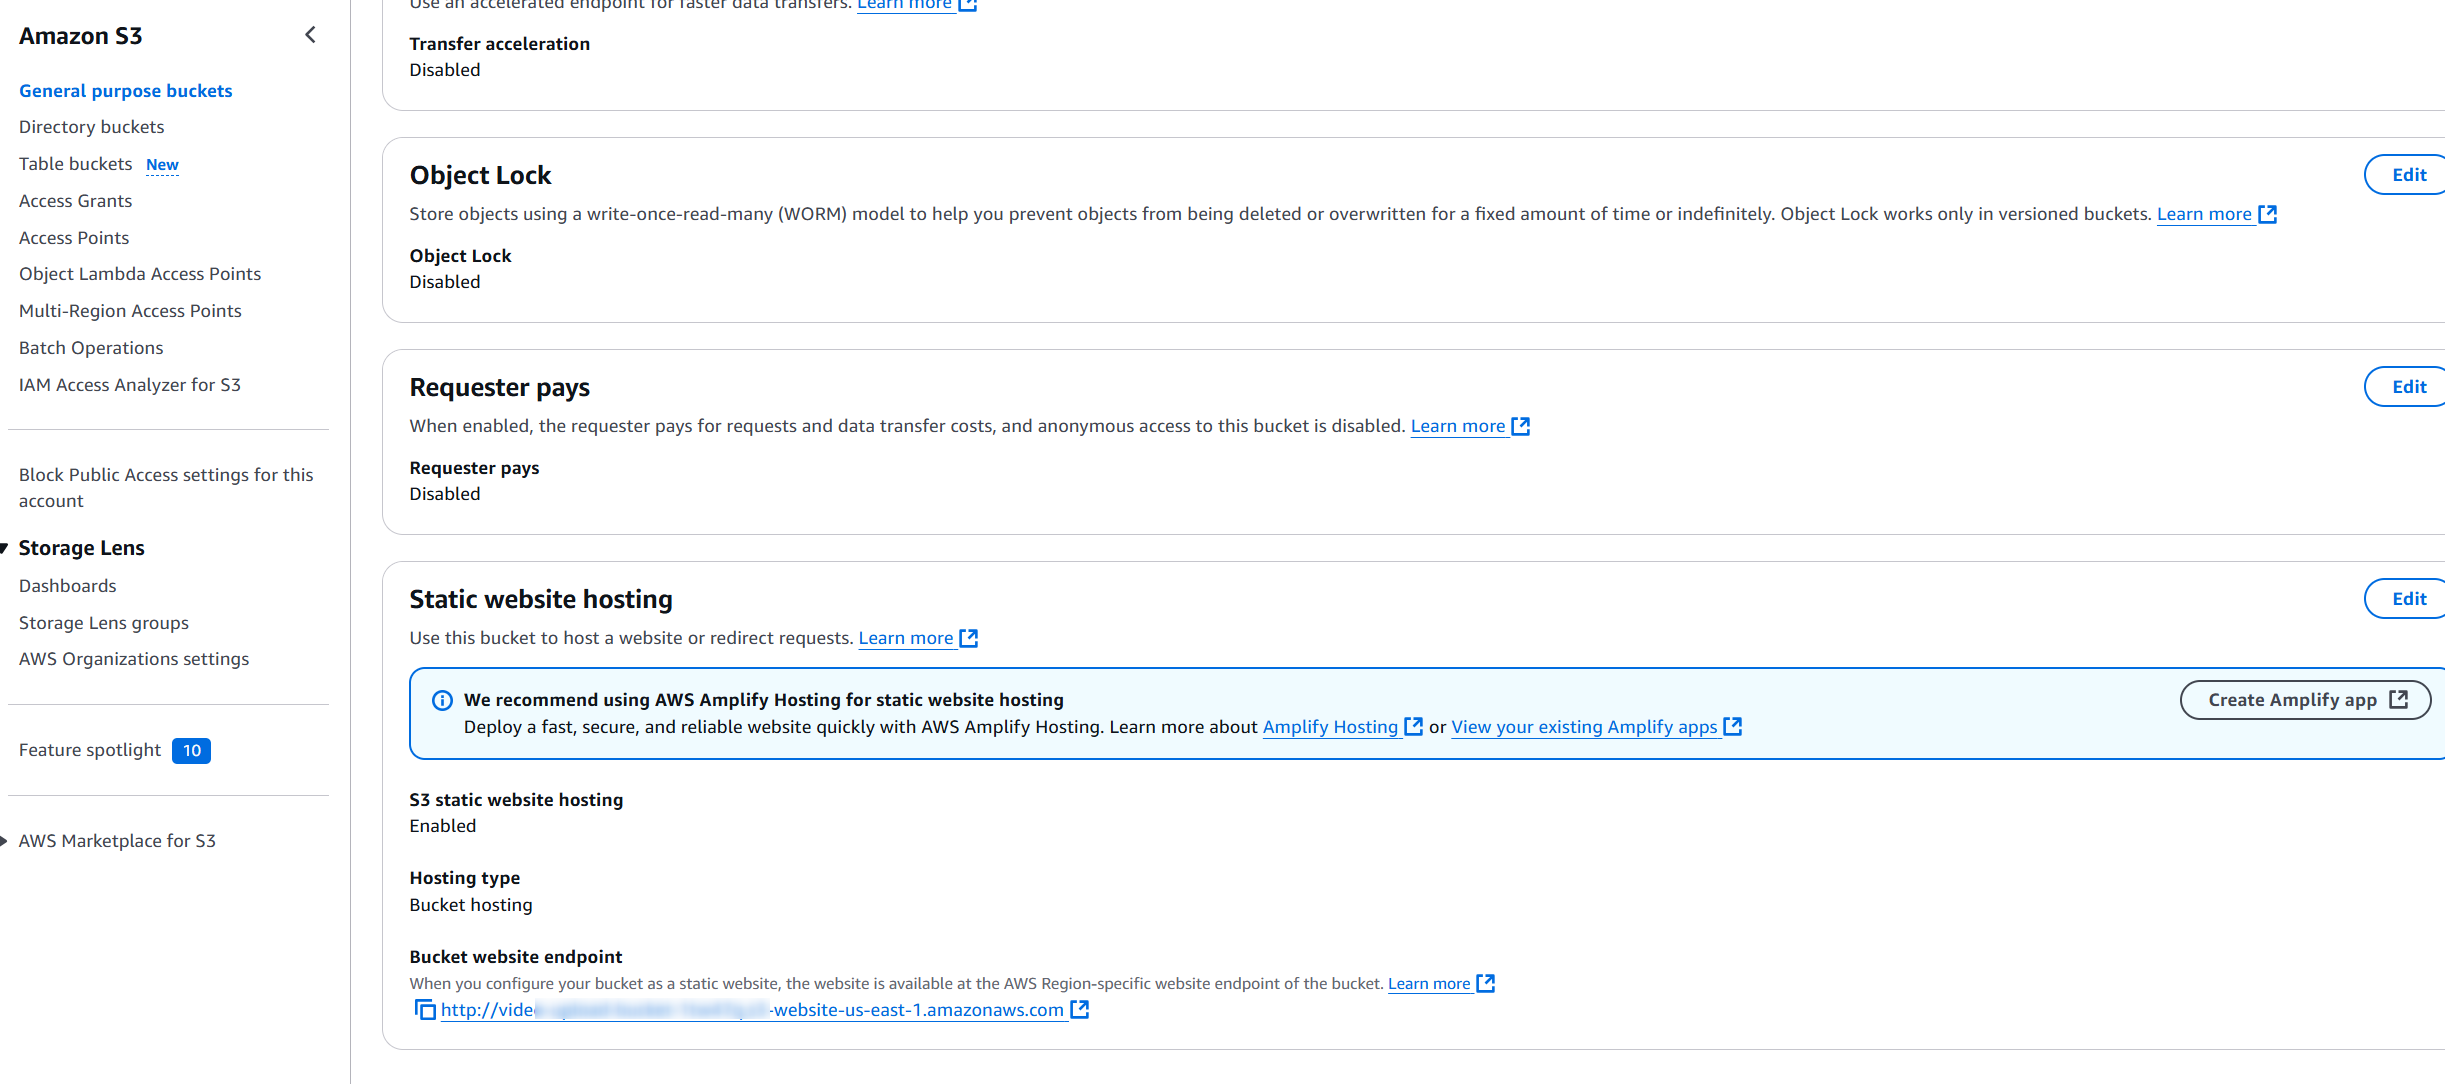 Amazon S3
General purpose buckets
Directory buckets
Table buckets New
Access Grants
Access Points
Object Lambda Access Points
Multi-Region Access Points
Batch Operations
IAM Access Analyzer for S3
Block Public Access settings for this
account
Storage Lens
Dashboards
Storage Lens groups
AWS Organizations settings
Feature spotlight 10
AWS Marketplace for S3
Use an accelerated endpoint for faster data transfers. Learn more
Transfer acceleration
Disabled
Object Lock
Edit
Store objects using a write-once-read-many (WORM) model to help you prevent objects from being deleted or overwritten for a fixed amount of time or indefinitely. Object Lock works only in versioned buckets. Learn more
Object Lock
Disabled
Requester pays
Edit
When enabled, the requester pays for requests and data transfer costs, and anonymous access to this bucket is disabled. Learn more
Requester pays
Disabled
Static website hosting
Edit
Use this bucket to host a website or redirect requests. Learn more
We recommend using AWS Amplify Hosting for static website hosting
Deploy a fast, secure, and reliable website quickly with AWS Amplify Hosting. Learn more about Amplify Hosting or View your existing Amplify apps
Create Amplify app
S3 static website hosting
Enabled
Hosting type
Bucket hosting
Bucket website endpoint
When you configure your bucket as a static website, the website is available at the AWS Region-specific website endpoint of the bucket. Learn more
http://vide -website-us-east-1.amazonaws.com